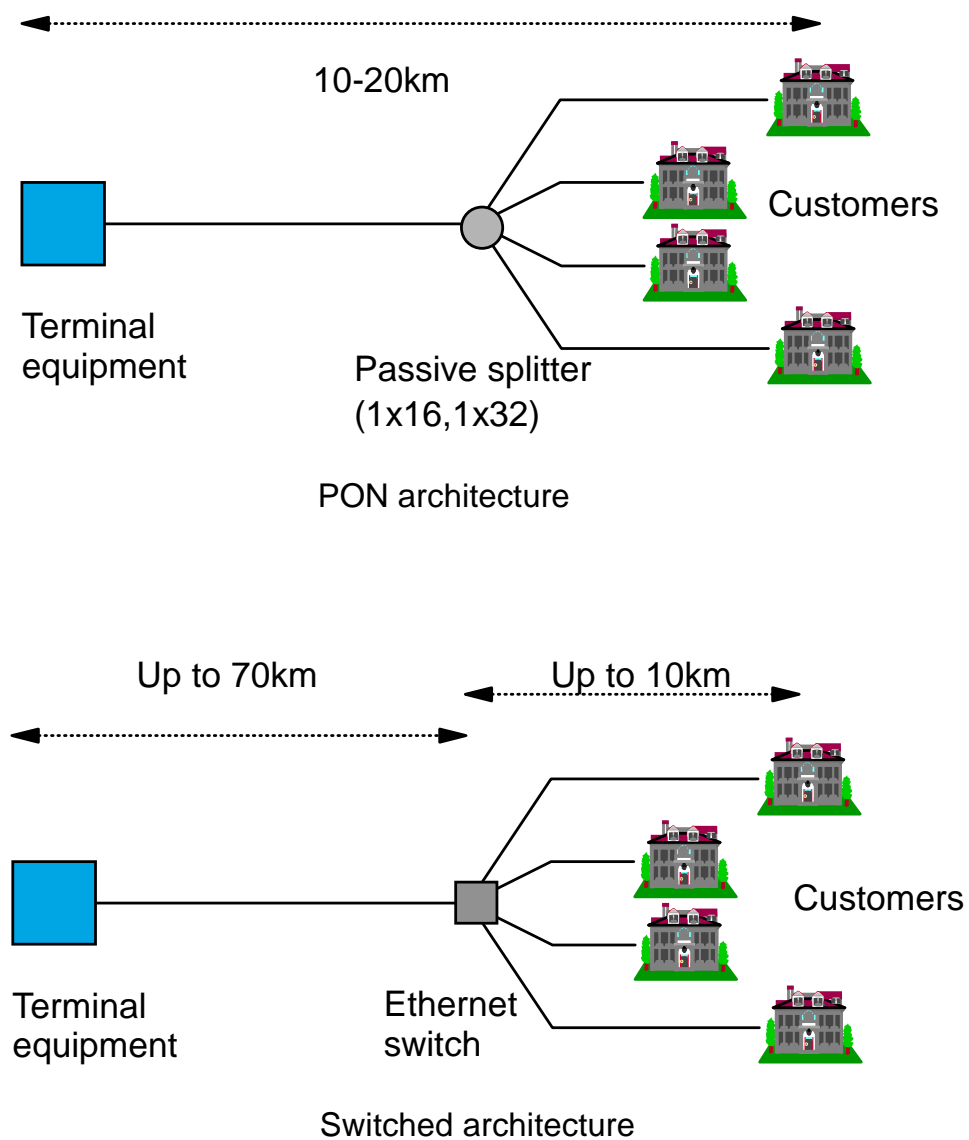 10-20km
Customers
Terminal
equipment
Passive splitter
(1x16,1x32)
PON architecture
Up to 70km
Up to 10km
Customers
Terminal
equipment
Ethernet
switch
Switched architecture